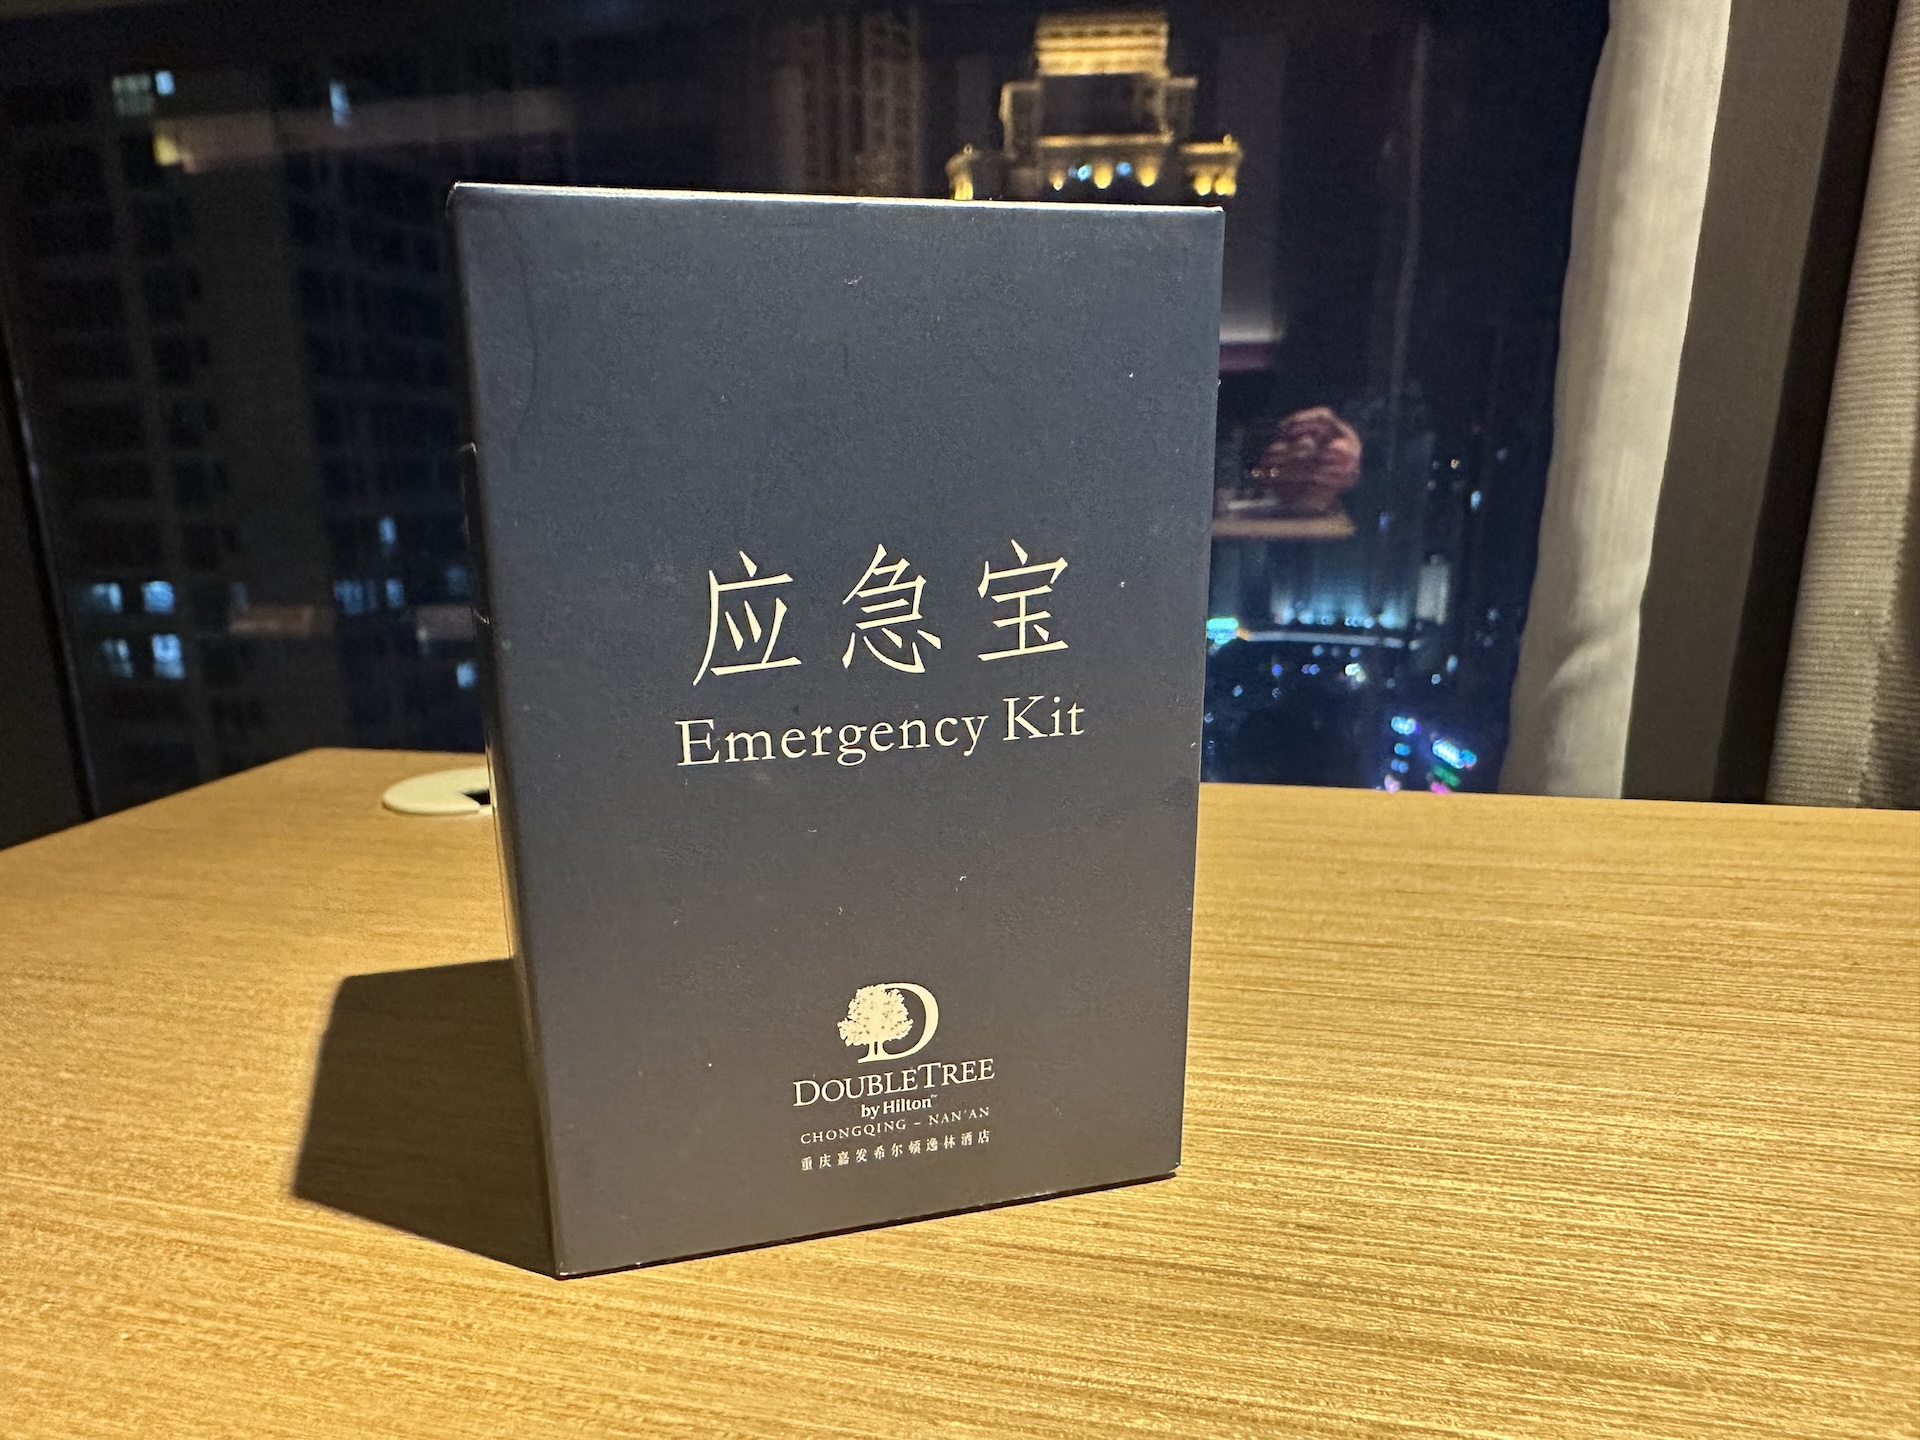 应急宝
Emergency Kit
D
DOUBLETREE
by Hilton™
CHONGQING – NAN'AN
重庆嘉发希尔顿逸林酒店